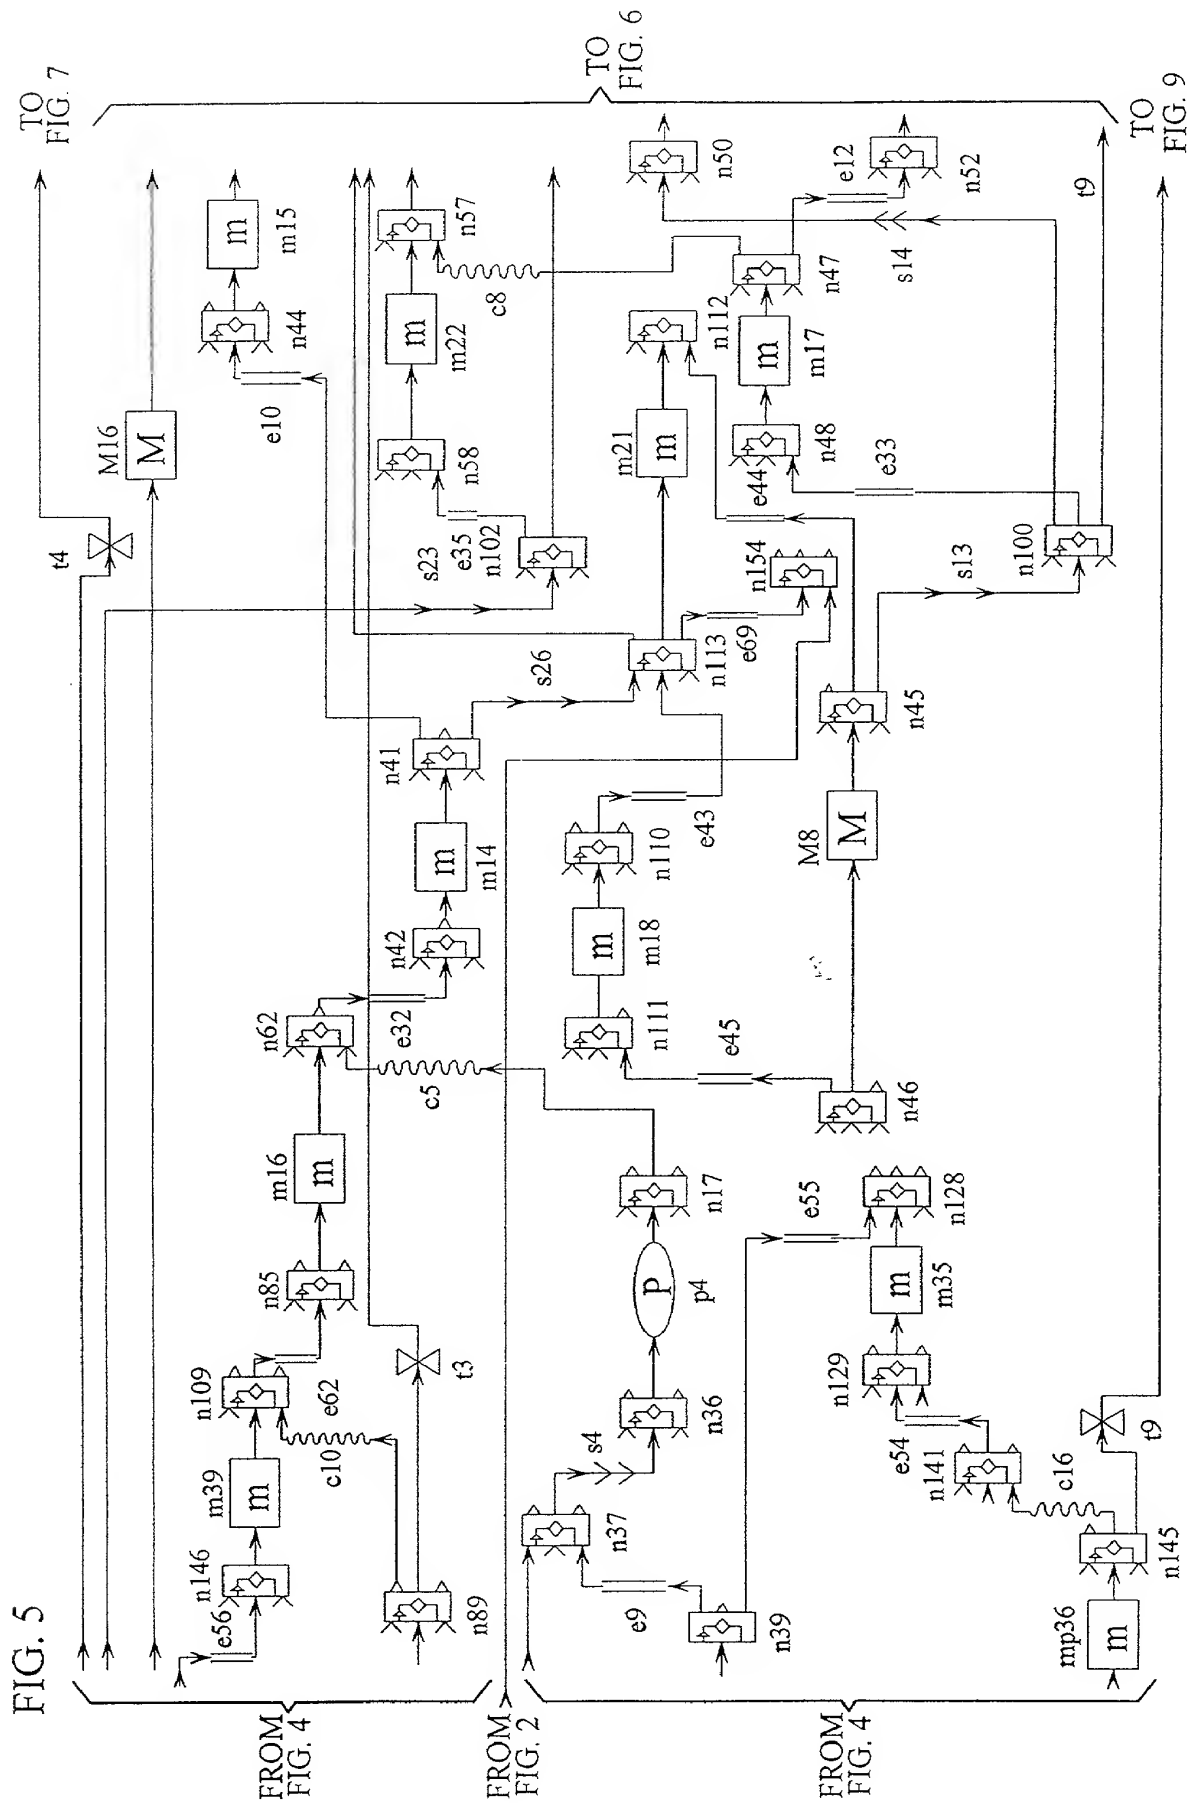 FIG. 5
TO
FIG. 7
TO
FIG. 6
TO
FIG. 9
FROM
FIG. 4
FROM
FIG. 2
FROM
FIG. 4
t4
M16
M
m
m15
n44
e10
n57
m
m22
n58
c8
s23
e35
n102
n50
e12
n52
s14
t9
n47
n112
m
m17
n48
m21
m
e44
e33
n154
s13
n100
e69
n113
s26
n41
m
m14
n42
n62
e32
c5
m16
m
n85
n110
e43
m
m18
n111
e45
M8
M
n45
n46
n109
e62
m39
m
c10
n146
e56
t3
n89
n17
P
p4
n36
s4
n37
e9
n39
e55
n128
m
m35
n129
e54
n141
c16
t9
n145
mp36
m